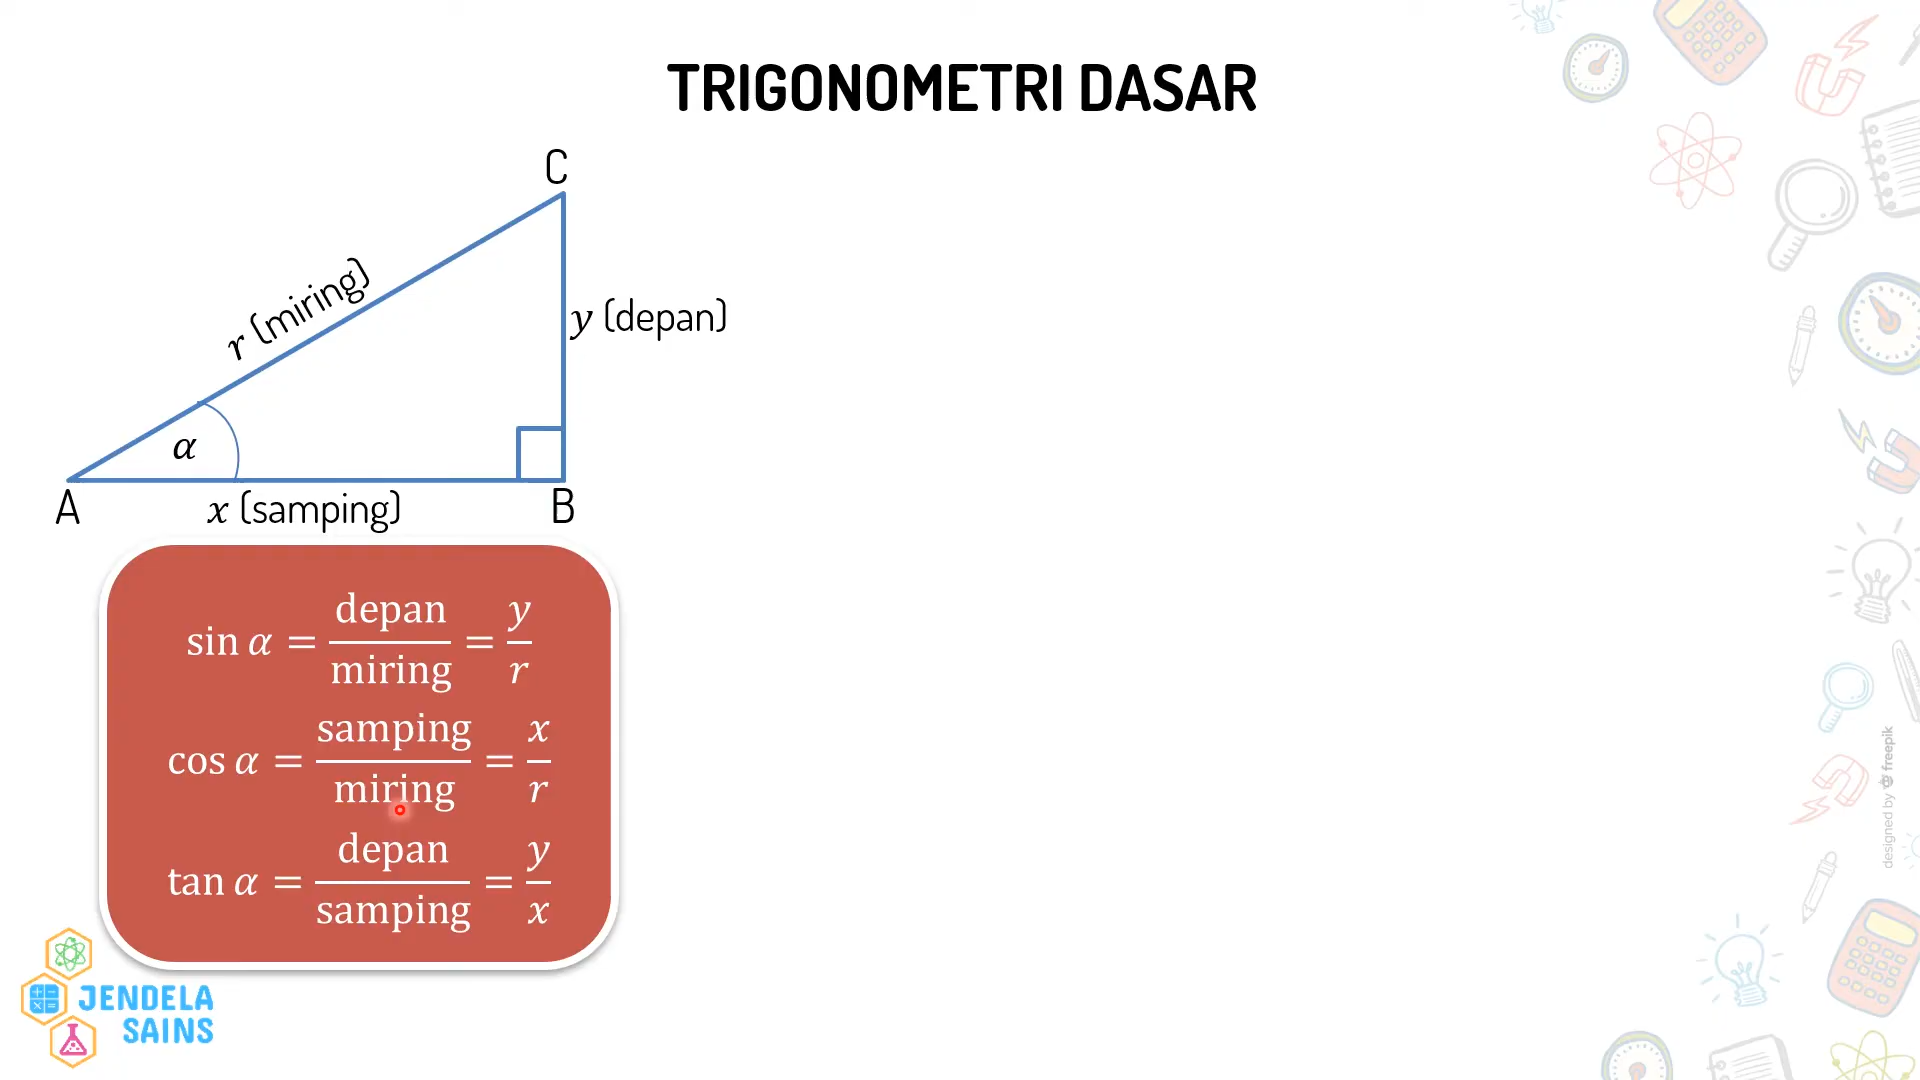 TRIGONOMETRI DASAR
C
r (miring)
y (depan)
α
A
x (samping)
B
sin α = depan/miring = y/r
cos α = samping/miring = x/r
tan α = depan/samping = y/x
JENDELA
SAINS
designed by freepik